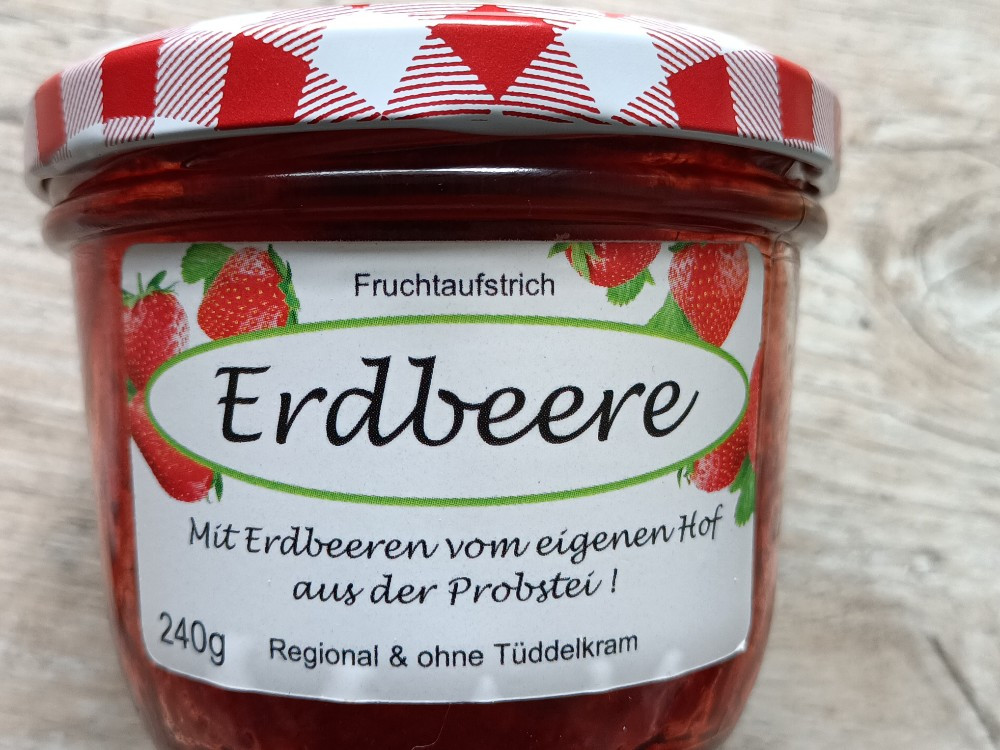 Fruchtaufstrich
Erdbeere
Mit Erdbeeren vom eigenen Hof
aus der Probstei !
240g
Regional & ohne Tüddelkram